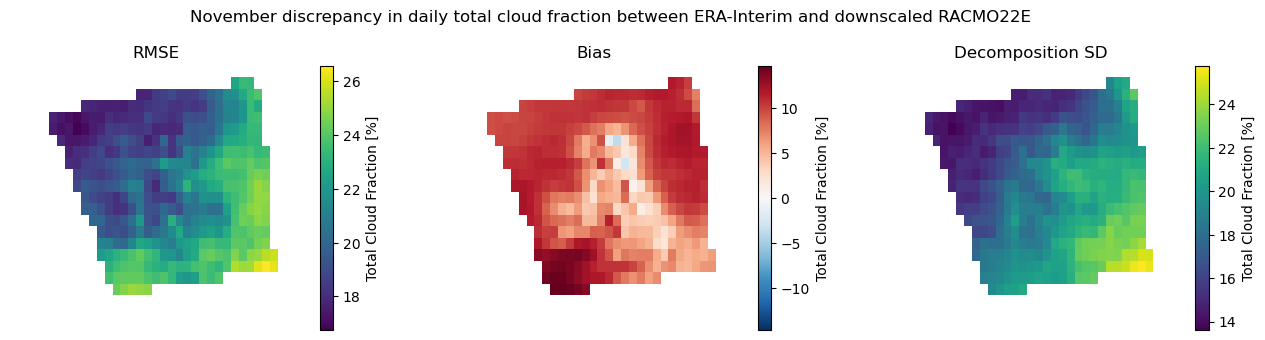 November discrepancy in daily total cloud fraction between ERA-Interim and downscaled RACMO22E
RMSE
26
24
22
20
18
Total Cloud Fraction [%]
Bias
10
5
0
−5
−10
Total Cloud Fraction [%]
Decomposition SD
24
22
20
18
16
14
Total Cloud Fraction [%]